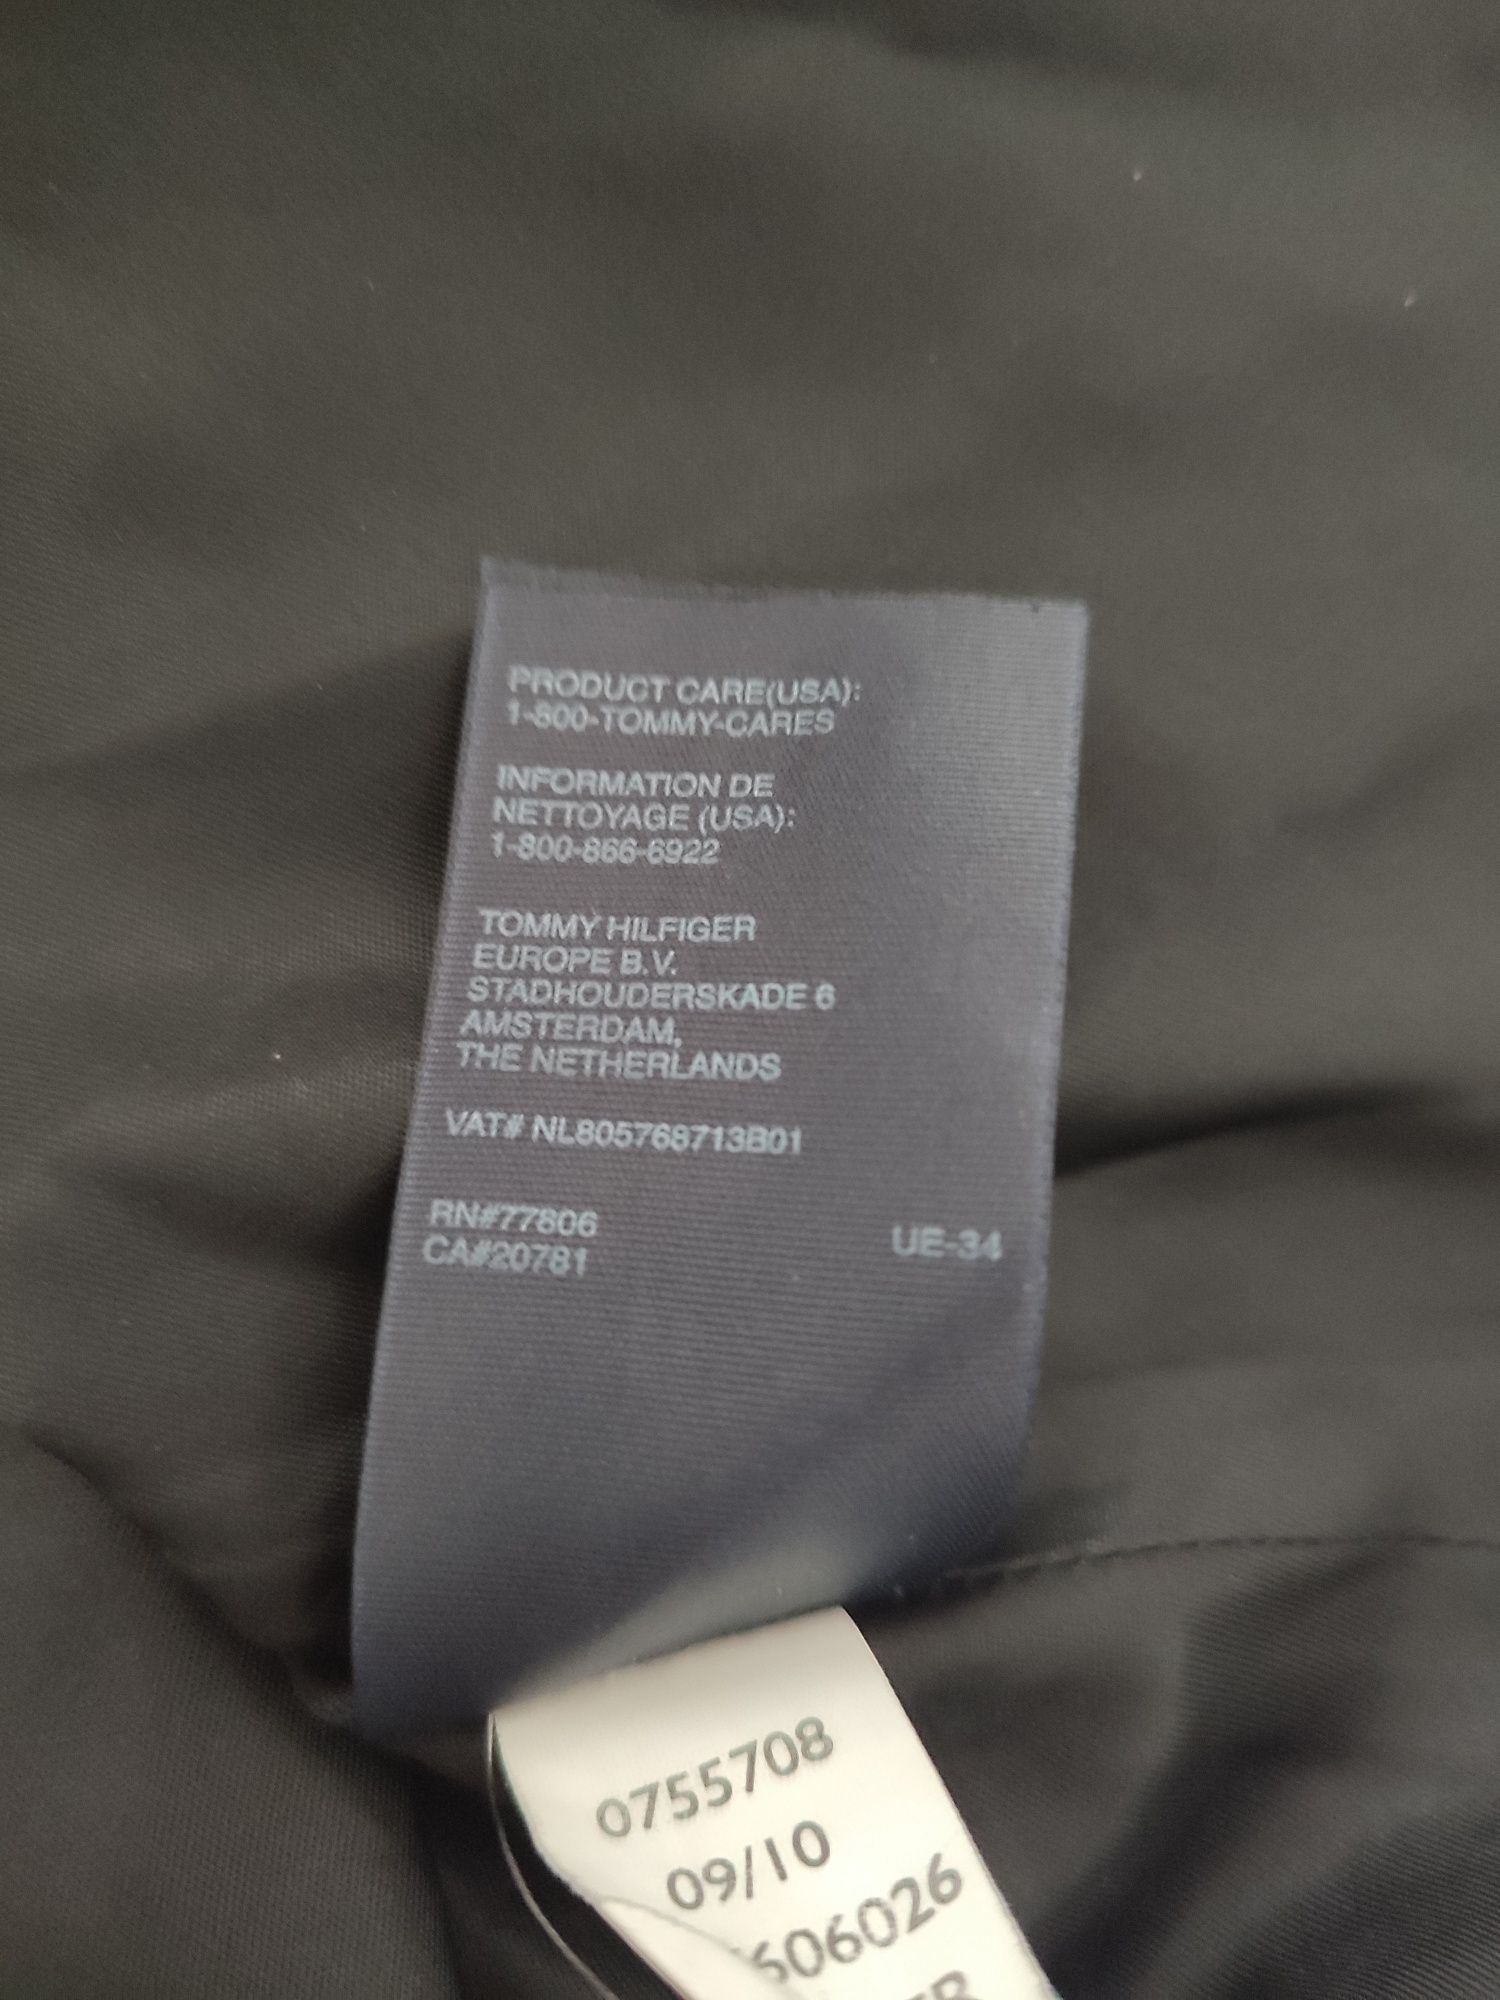 PRODUCT CARE(USA):
1-800-TOMMY-CARES
INFORMATION DE
NETTOYAGE (USA):
1-800-866-6922
TOMMY HILFIGER
EUROPE B.V.
STADHOUDERSKADE 6
AMSTERDAM,
THE NETHERLANDS
VAT# NL805768713B01
RN#77806
CA#20781
UE-34
0755708
09/10
606026